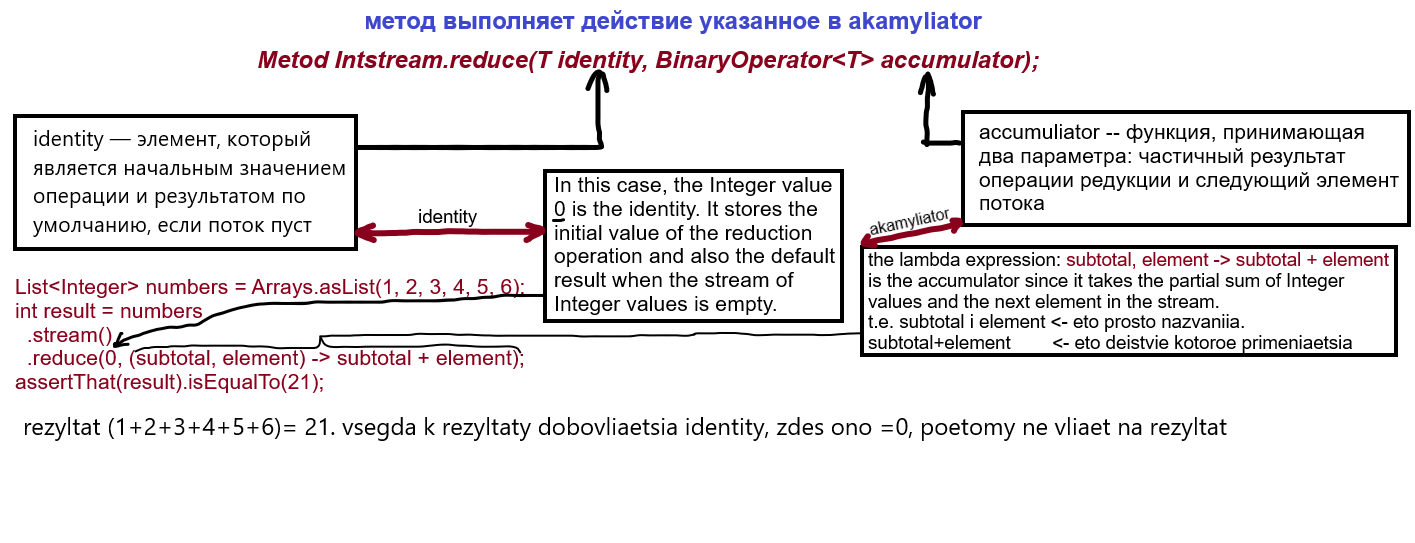 метод выполняет действие указанное в akamyliator
Metod Intstream.reduce(T identity, BinaryOperator<T> accumulator);
identity — элемент, который
является начальным значением
операции и результатом по
умолчанию, если поток пуст
identity
In this case, the Integer value
0 is the identity. It stores the
initial value of the reduction
operation and also the default
result when the stream of
Integer values is empty.
accumuliator -- функция, принимающая
два параметра: частичный результат
операции редукции и следующий элемент
потока
akamyliator
the lambda expression: subtotal, element -> subtotal + element
is the accumulator since it takes the partial sum of Integer
values and the next element in the stream.
t.e. subtotal i element <- eto prosto nazvaniia.
subtotal+element <- eto deistvie kotoroe primeniaetsia
List<Integer> numbers = Arrays.asList(1, 2, 3, 4, 5, 6);
int result = numbers
.stream()
.reduce(0, (subtotal, element) -> subtotal + element);
assertThat(result).isEqualTo(21);
rezyltat (1+2+3+4+5+6)= 21. vsegda k rezyltaty dobovliaetsia identity, zdes ono =0, poetomy ne vliaet na rezyltat